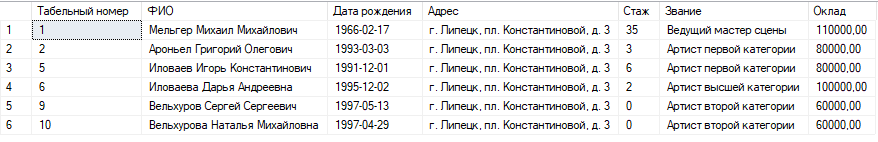 Табельный номер ФИО Дата рождения Адрес Стаж Звание Оклад
1 1 Мельгер Михаил Михайлович 1966-02-17 г. Липецк, пл. Константиновой, д. 3 35 Ведущий мастер сцены 110000,00
2 2 Ароньел Григорий Олегович 1993-03-03 г. Липецк, пл. Константиновой, д. 3 3 Артист первой категории 80000,00
3 5 Иловаев Игорь Константинович 1991-12-01 г. Липецк, пл. Константиновой, д. 3 6 Артист первой категории 80000,00
4 6 Иловаева Дарья Андреевна 1995-12-02 г. Липецк, пл. Константиновой, д. 3 2 Артист высшей категории 100000,00
5 9 Вельхуров Сергей Сергеевич 1997-05-13 г. Липецк, пл. Константиновой, д. 3 0 Артист второй категории 60000,00
6 10 Вельхурова Наталья Михайловна 1997-04-29 г. Липецк, пл. Константиновой, д. 3 0 Артист второй категории 60000,00